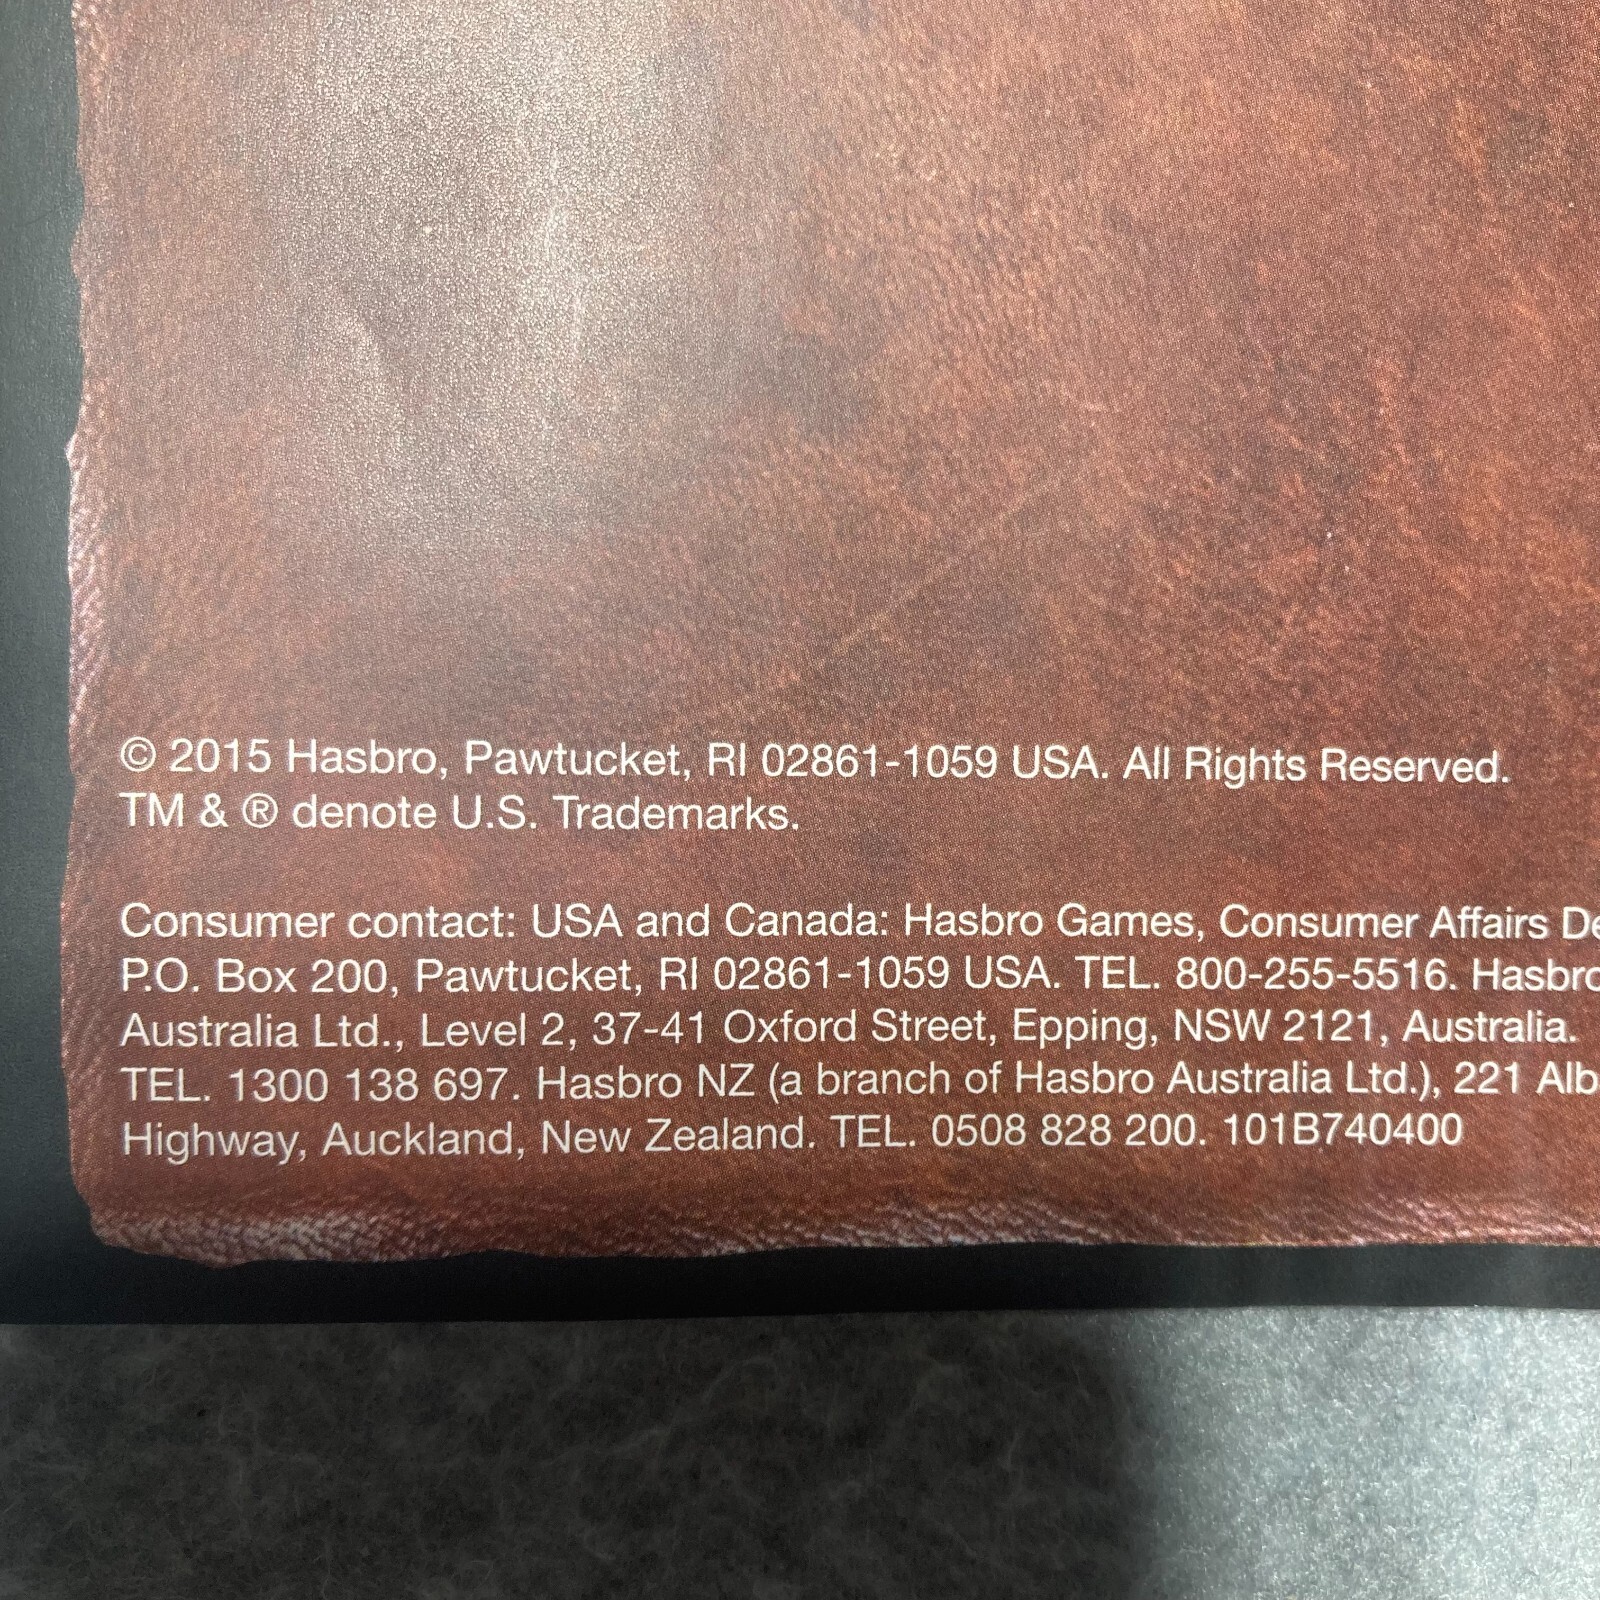 © 2015 Hasbro, Pawtucket, RI 02861-1059 USA. All Rights Reserved.
TM & ® denote U.S. Trademarks.
Consumer contact: USA and Canada: Hasbro Games, Consumer Affairs De
P.O. Box 200, Pawtucket, RI 02861-1059 USA. TEL. 800-255-5516. Hasbro
Australia Ltd., Level 2, 37-41 Oxford Street, Epping, NSW 2121, Australia.
TEL. 1300 138 697. Hasbro NZ (a branch of Hasbro Australia Ltd.), 221 Alb
Highway, Auckland, New Zealand. TEL. 0508 828 200. 101B740400